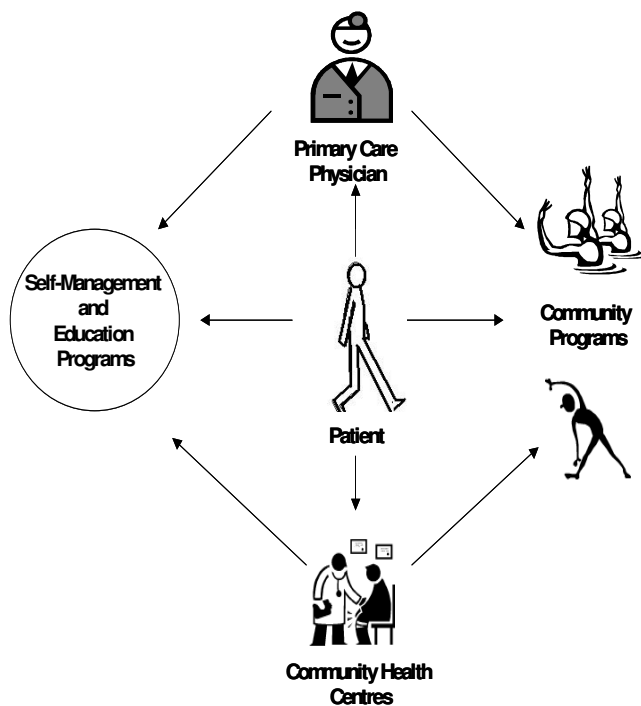 Primary Care
Physician
Self-Management
and
Education
Programs
Community
Programs
Patient
Community Health
Centres